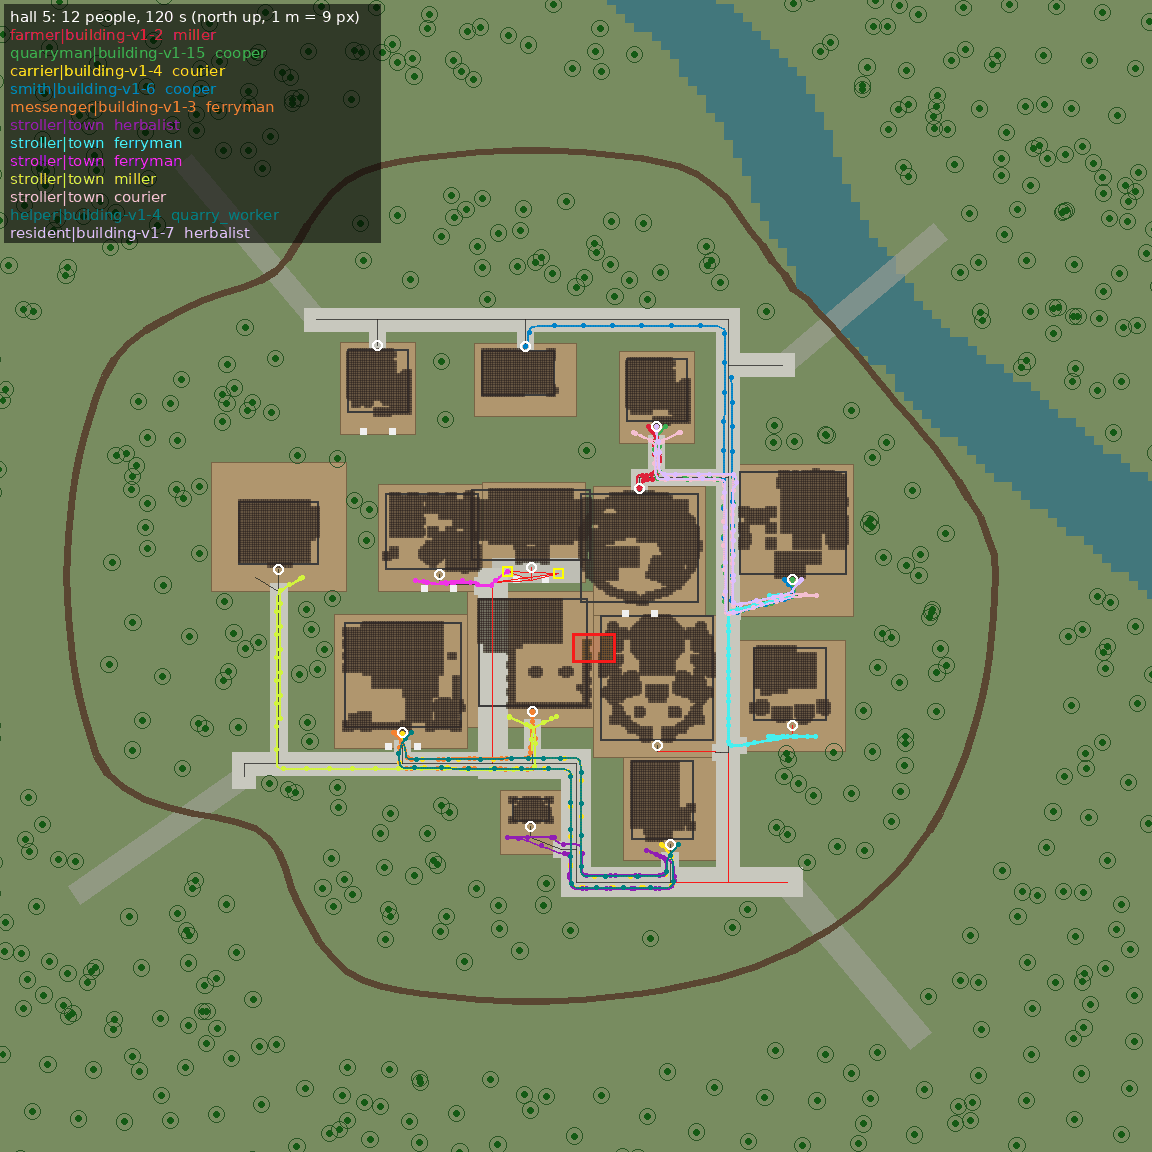 hall 5: 12 people, 120 s (north up, 1 m = 9 px)
farmer|building-v1-2  miller
quarryman|building-v1-15  cooper
carrier|building-v1-4  courier
smith|building-v1-6  cooper
messenger|building-v1-3  ferryman
stroller|town  herbalist
stroller|town  ferryman
stroller|town  ferryman
stroller|town  miller
stroller|town  courier
helper|building-v1-4  quarry_worker
resident|building-v1-7  herbalist